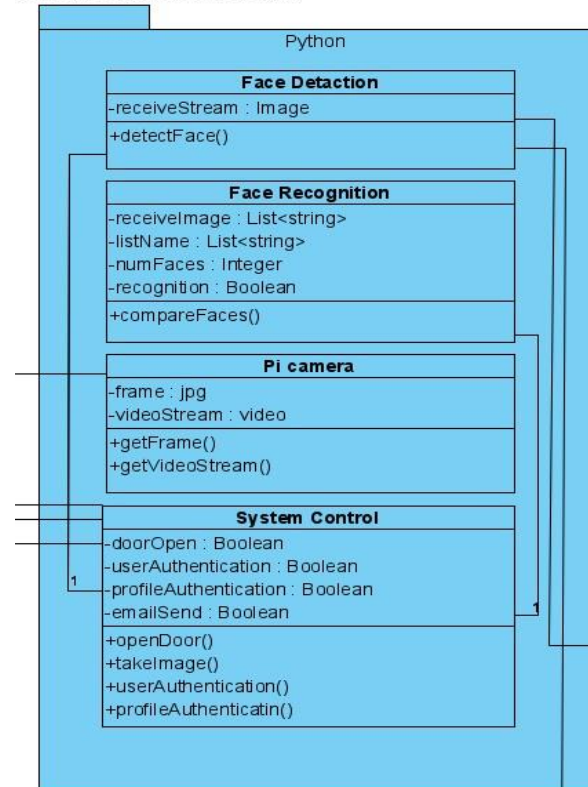 Python
Face Detaction
-receiveStream : Image
+detectFace()
Face Recognition
-receiveImage : List<string>
-listName : List<string>
-numFaces : Integer
-recognition : Boolean
+compareFaces()
Pi camera
-frame : jpg
-videoStream : video
+getFrame()
+getVideoStream()
System Control
-doorOpen : Boolean
-userAuthentication : Boolean
1
-profileAuthentication : Boolean
-emailSend : Boolean
1
+openDoor()
+takeImage()
+userAuthentication()
+profileAuthenticatin()